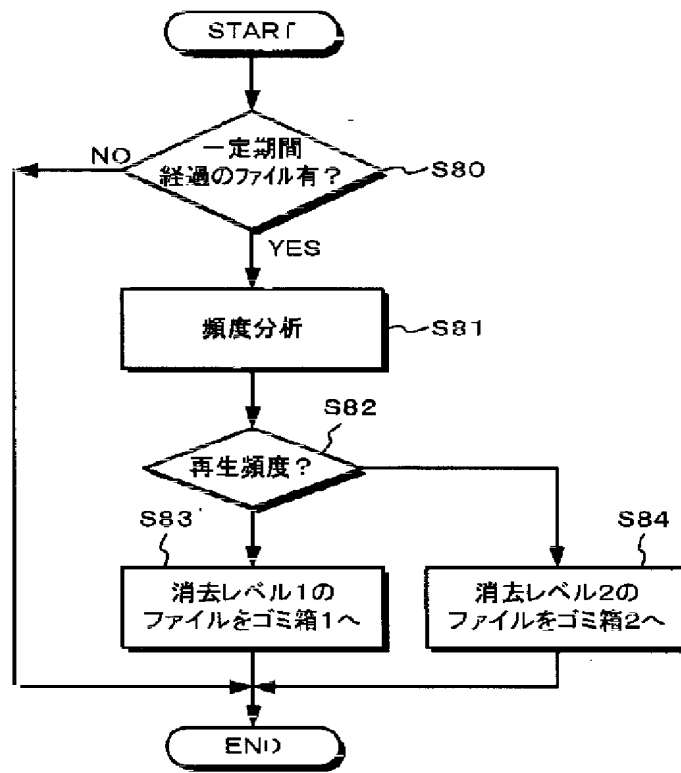 START
一定期間
経過のファイル有?
NO
S80
YES
頻度分析
S81
S82
再生頻度?
S83
S84
消去レベル1の
ファイルをゴミ箱1へ
消去レベル2の
ファイルをゴミ箱2へ
END